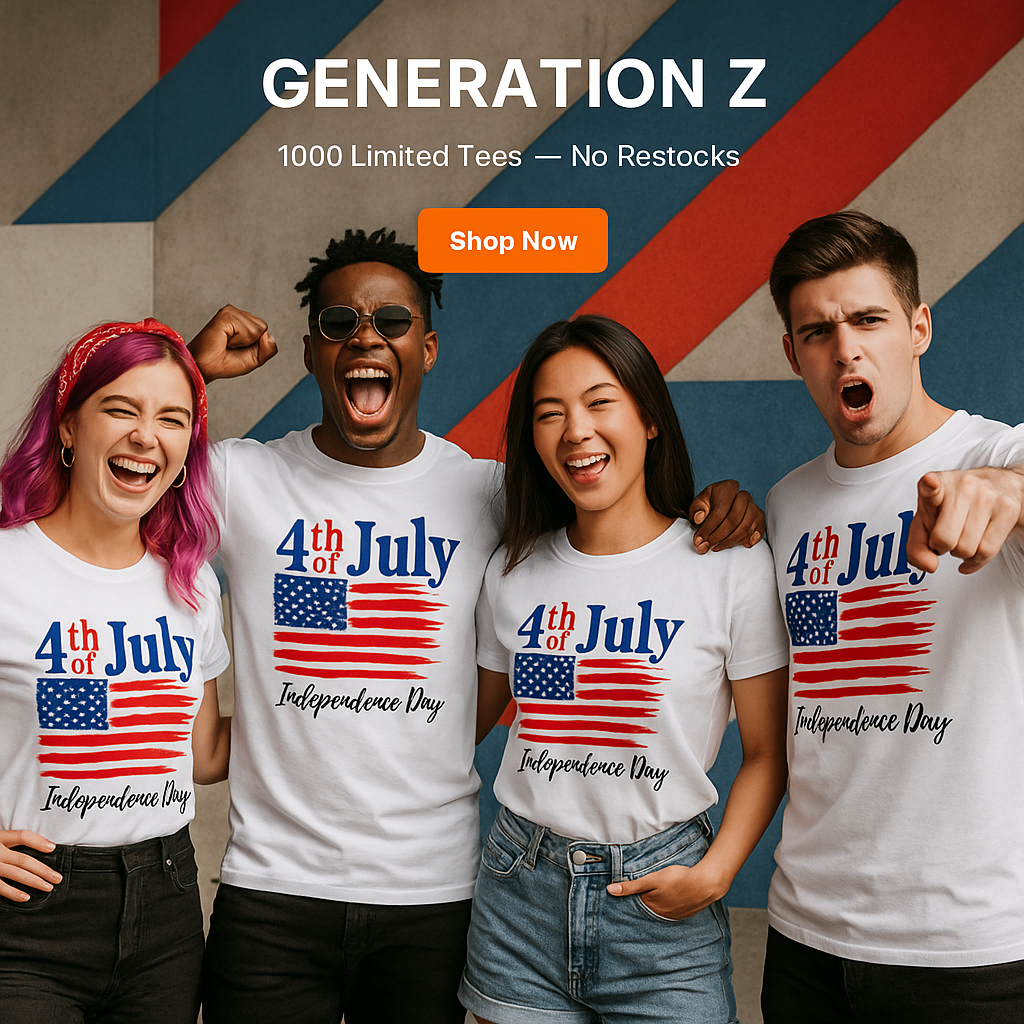 GENERATION Z
1000 Limited Tees — No Restocks
Shop Now
4th of July
Indopendence Day
4th of July
Independence Day
4th of July
Independence Day
4th of July
Independence Day